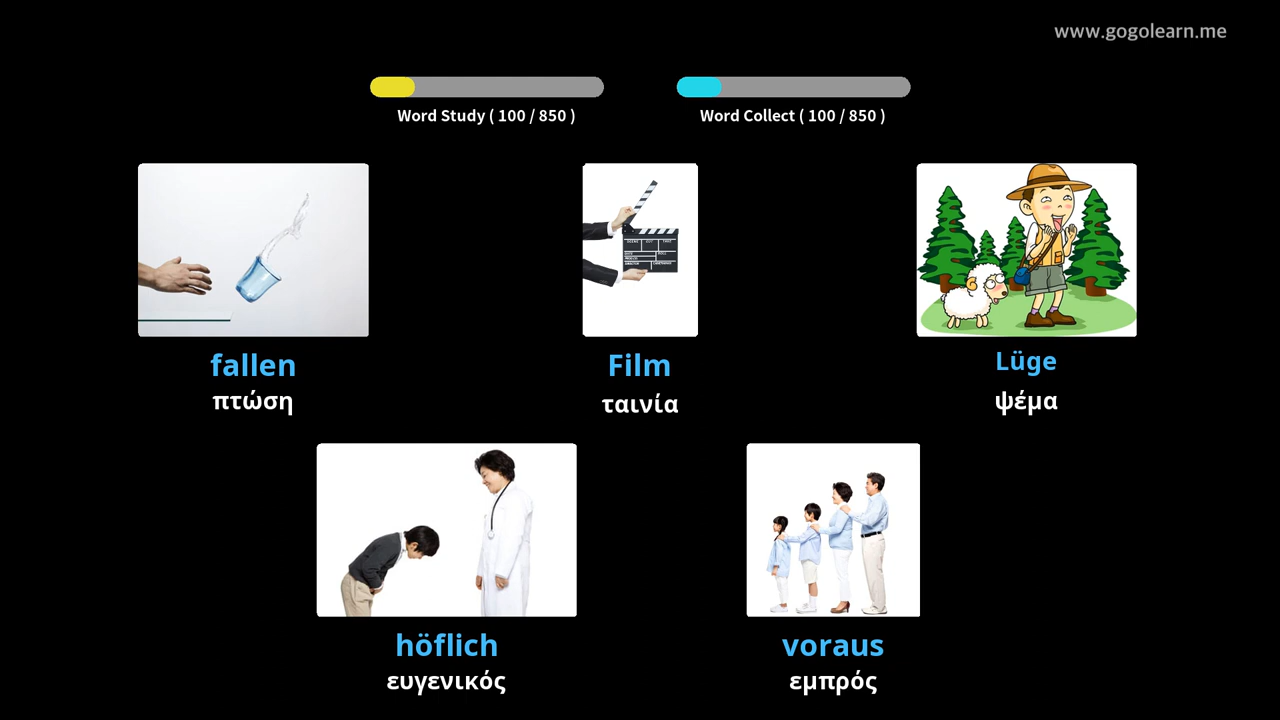 www.gogolearn.me
Word Study ( 100 / 850 )
Word Collect ( 100 / 850 )
fallen
πτώση
Film
ταινία
Lüge
ψέμα
höflich
ευγενικός
voraus
εμπρός